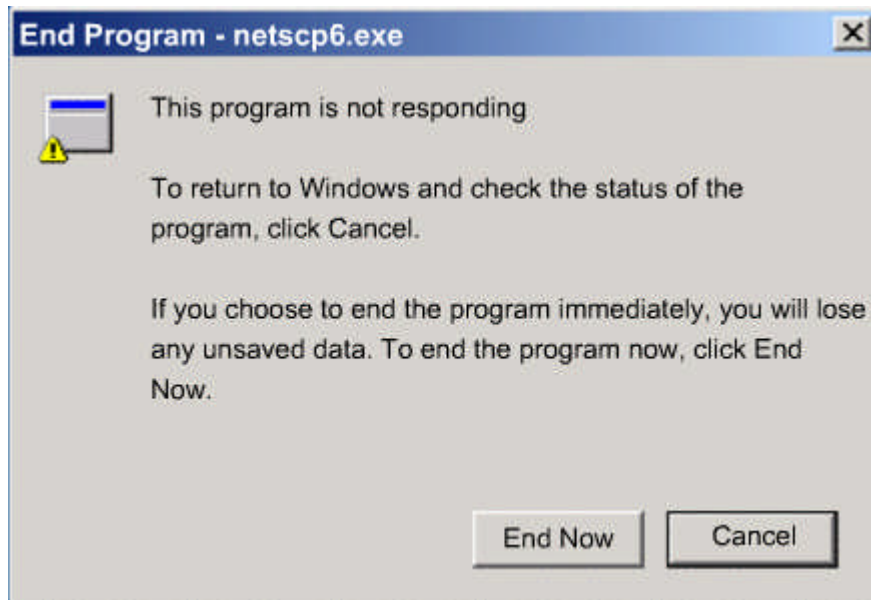 End Program - netscp6.exe
This program is not responding
To return to Windows and check the status of the
program, click Cancel.
If you choose to end the program immediately, you will lose
any unsaved data. To end the program now, click End
Now.
End Now
Cancel